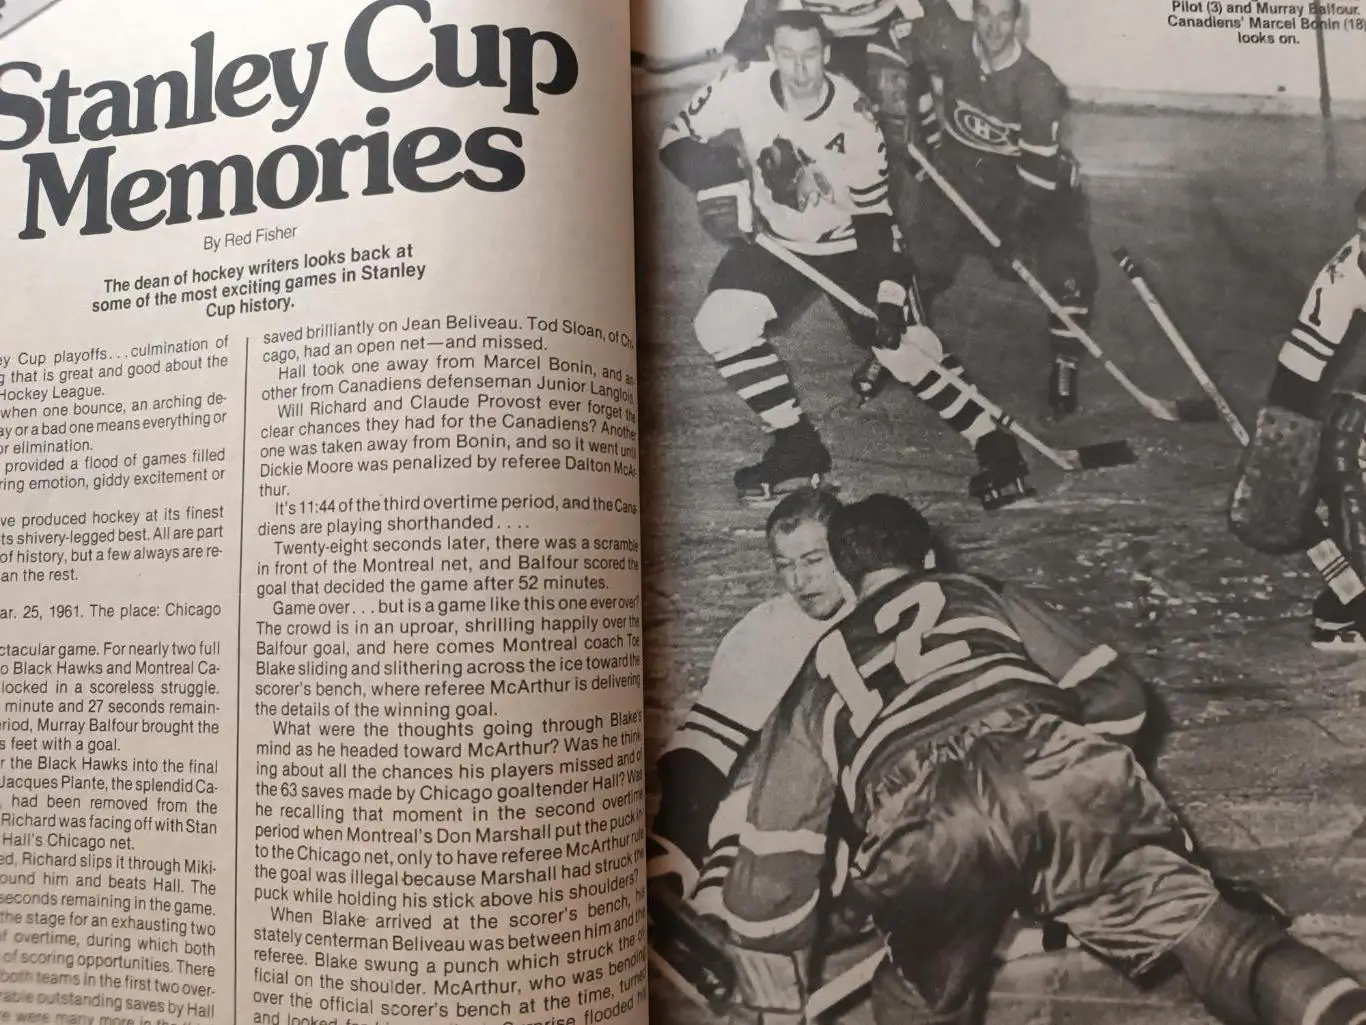 Stanley Cup
Memories
By Red Fisher
The dean of hockey writers looks back at
some of the most exciting games in Stanley
Cup history.
ey Cup playoffs...culmination of
g that is great and good about the
Hockey League.
when one bounce, an arching de-
ay or a bad one means everything or
or elimination.
provided a flood of games filled
ring emotion, giddy excitement or
ve produced hockey at its finest
ts shivery-legged best. All are part
of history, but a few always are re-
an the rest.
ar. 25, 1961. The place: Chicago
ctacular game. For nearly two full
o Black Hawks and Montreal Ca-
locked in a scoreless struggle.
minute and 27 seconds remain-
eriod, Murray Balfour brought the
s feet with a goal.
r the Black Hawks into the final
Jacques Plante, the splendid Ca-
, had been removed from the
Richard was facing off with Stan
Hall's Chicago net.
ed, Richard slips it through Miki-
ound him and beats Hall. The
seconds remaining in the game.
the stage for an exhausting two
of overtime, during which both
of scoring opportunities. There
both teams in the first two over-
rable outstanding saves by Hall
re were many more in the
saved brilliantly on Jean Beliveau. Tod Sloan, of Chi-
cago, had an open net—and missed.
Hall took one away from Marcel Bonin, and an-
other from Canadiens defenseman Junior Langlois.
Will Richard and Claude Provost ever forget the
clear chances they had for the Canadiens? Another
one was taken away from Bonin, and so it went until
Dickie Moore was penalized by referee Dalton McAr-
thur.
It's 11:44 of the third overtime period, and the Cana-
diens are playing shorthanded....
Twenty-eight seconds later, there was a scramble
in front of the Montreal net, and Balfour scored the
goal that decided the game after 52 minutes.
Game over...but is a game like this one ever over?
The crowd is in an uproar, shrilling happily over the
Balfour goal, and here comes Montreal coach Toe
Blake sliding and slithering across the ice toward the
scorer's bench, where referee McArthur is delivering
the details of the winning goal.
What were the thoughts going through Blake's
mind as he headed toward McArthur? Was he think-
ing about all the chances his players missed and of
the 63 saves made by Chicago goaltender Hall? Was
he recalling that moment in the second overtime
period when Montreal's Don Marshall put the puck in
to the Chicago net, only to have referee McArthur rule
the goal was illegal because Marshall had struck the
puck while holding his stick above his shoulders?
When Blake arrived at the scorer's bench, his
stately centerman Beliveau was between him and the
referee. Blake swung a punch which struck the of-
ficial on the shoulder. McArthur, who was bending
over the official scorer's bench at the time, turned
and looked for flooded
Pilot (3) and Murray Balfour.
Canadiens' Marcel Bonin (18)
looks on.
3
A
CH
1
12